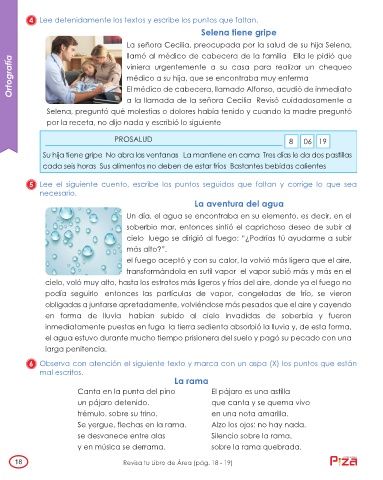 4 Lee detenidamente los textos y escribe los puntos que faltan.
Selena tiene gripe
La señora Cecilia, preocupada por la salud de su hija Selena,
llamó al médico de cabecera de la familia Ella le pidió que
viniera urgentemente a su casa para realizar un chequeo
médico a su hija, que se encontraba muy enferma
El médico de cabecera, llamado Alfonso, acudió de inmediato
a la llamada de la señora Cecilia Revisó cuidadosamente a
Selena, preguntó qué molestias o dolores había tenido y cuando la madre preguntó
por la receta, no dijo nada y escribió lo siguiente
PROSALUD
8 06 19
Su hija tiene gripe No abra las ventanas La mantiene en cama Tres días le da dos pastillas
cada seis horas Sus alimentos no deben de estar fríos Bastantes bebidas calientes
5 Lee el siguiente cuento, escribe los puntos seguidos que faltan y corrige lo que sea
necesario.
La aventura del agua
Un día, el agua se encontraba en su elemento, es decir, en el
soberbio mar, entonces sintió el caprichoso deseo de subir al
cielo luego se dirigió al fuego: “¿Podrías tú ayudarme a subir
más alto?”.
el fuego aceptó y con su calor, la volvió más ligera que el aire,
transformándola en sutil vapor el vapor subió más y más en el
cielo, voló muy alto, hasta los estratos más ligeros y fríos del aire, donde ya el fuego no
podía seguirlo entonces las partículas de vapor, congeladas de frío, se vieron
obligadas a juntarse apretadamente, volviéndose más pesados que el aire y cayendo
en forma de lluvia habían subido al cielo invadidas de soberbia y fueron
inmediatamente puestas en fuga la tierra sedienta absorbió la lluvia y, de esta forma,
el agua estuvo durante mucho tiempo prisionera del suelo y pagó su pecado con una
larga penitencia.
6 Observa con atención el siguiente texto y marca con un aspa (X) los puntos que están
mal escritos.
La rama
Canta en la punta del pino
un pájaro detenido.
trémulo. sobre su trino.
Se yergue, flechas en la rama.
se desvanece entre alas
y en música se derrama.
El pájaro es una astilla
que canta y se quema vivo
en una nota amarilla.
Alzo los ojos: no hay nada.
Silencio sobre la rama.
sobre la rama quebrada.
Ortografía
18
Revisa tu Libro de Área (pág. 18 - 19)